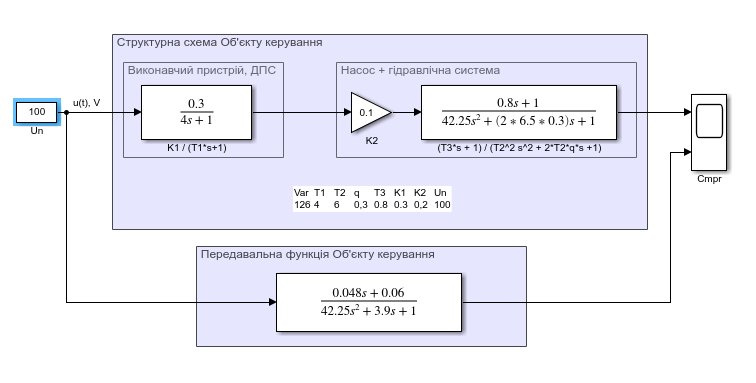 Структурна схема Об'єкту керування
Виконавчий пристрій, ДПС
Насос + гідравлічна система
100
Un
u(t), V
0.3
4s + 1
K1 / (T1*s+1)
0.1
K2
0.8s + 1
42.25s² + (2 * 6.5 * 0.3)s + 1
(T3*s + 1) / (T2^2 s^2 + 2*T2*q*s +1)
Cmpr
Var T1 T2 q T3 K1 K2 Un
126 4 6 0,3 0.8 0.3 0,2 100
Передавальна функція Об'єкту керування
0.048s + 0.06
42.25s² + 3.9s + 1